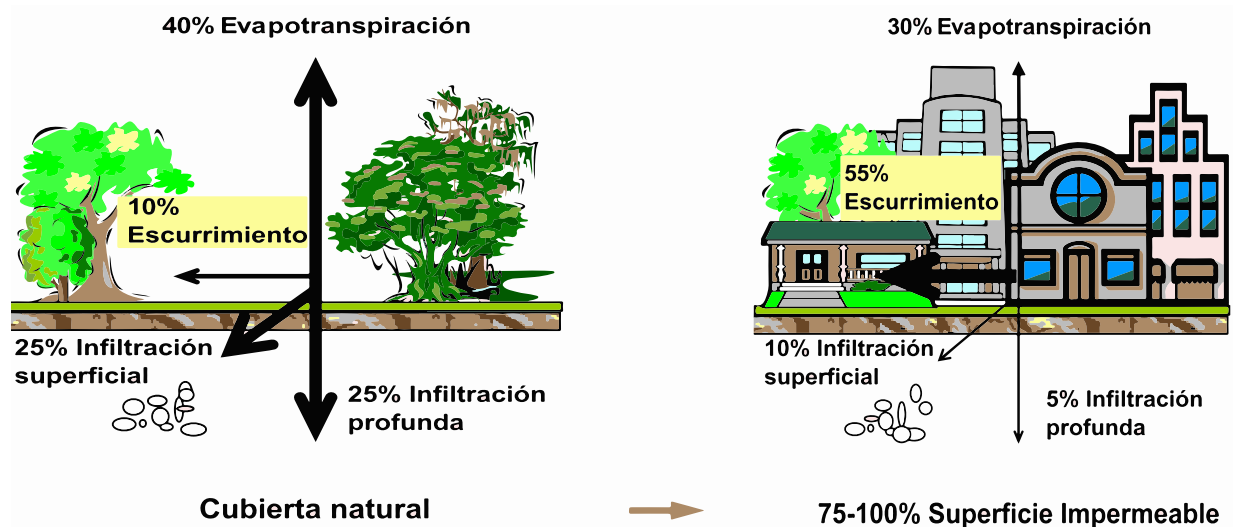 40% Evapotranspiración
10%
Escurrimiento
25% Infiltración
superficial
25% Infiltración
profunda
Cubierta natural
30% Evapotranspiración
55%
Escurrimiento
10% Infiltración
superficial
5% Infiltración
profunda
75-100% Superficie Impermeable